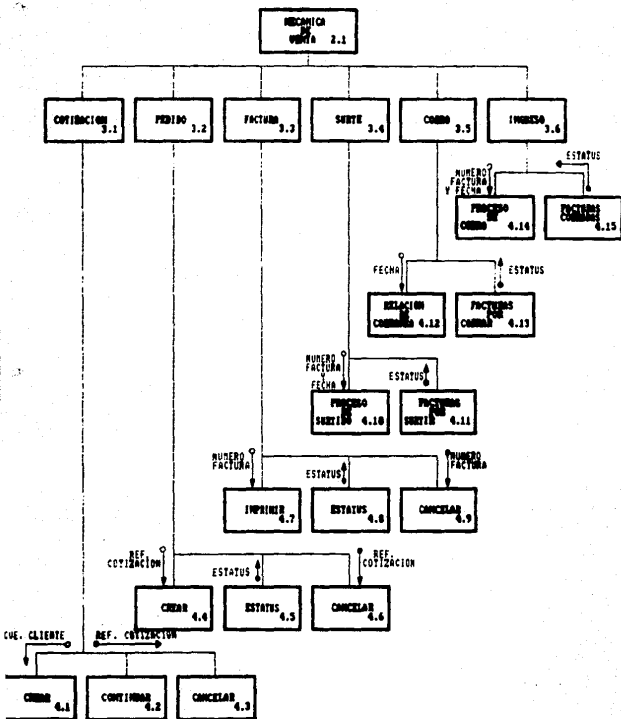 MECANICA
DE
VENTA 2.1
COTIZACION 3.1
PEDIDO 3.2
FACTURA 3.3
SURTE 3.4
COBRO 3.5
INGRESO 3.6
NUMERO
FACTURA
Y FECHA
ESTATUS
PROCESO
DE
COBRO 4.14
FACTURAS
COBRADAS 4.15
FECHA
ESTATUS
RELACION
DE
COBRANZA 4.12
FACTURAS
POR
COBRAR 4.13
NUMERO
FACTURA
Y
FECHA
ESTATUS
PROCESO
DE
SURTIDO 4.10
FACTURAS
POR
SURTIR 4.11
NUMERO
FACTURA
ESTATUS
NUMERO
FACTURA
IMPRIMIR 4.7
ESTATUS 4.8
CANCELAR 4.9
REF.
COTIZACION
ESTATUS
REF.
COTIZACION
CREAR 4.4
ESTATUS 4.5
CANCELAR 4.6
CVE. CLIENTE
REF. COTIZACION
CREAR 4.1
CONTINUAR 4.2
CANCELAR 4.3